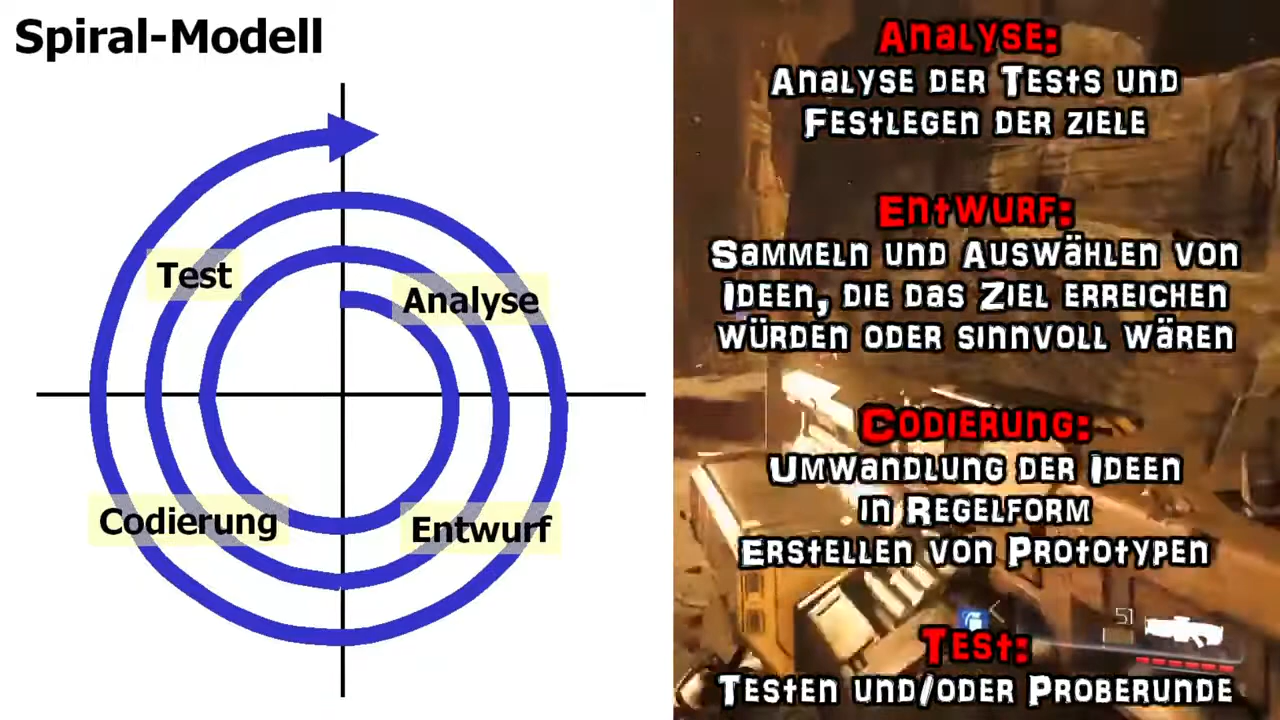 Spiral-Modell
Test
Analyse
Codierung
Entwurf
Analyse:
Analyse der Tests und
Festlegen der ziele
Entwurf:
Sammeln und Auswählen von
Ideen, die das Ziel erreichen
würden oder sinnvoll wären
Codierung:
Umwandlung der Ideen
in Regelform
Erstellen von Prototypen
51
Test:
Testen und/oder Proberunde